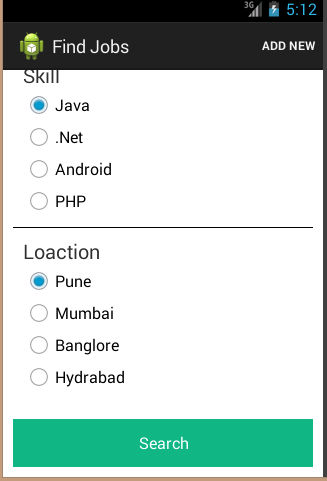 3G 5:12
Find Jobs ADD NEW
Skill
Java
.Net
Android
PHP
Loaction
Pune
Mumbai
Banglore
Hydrabad
Search